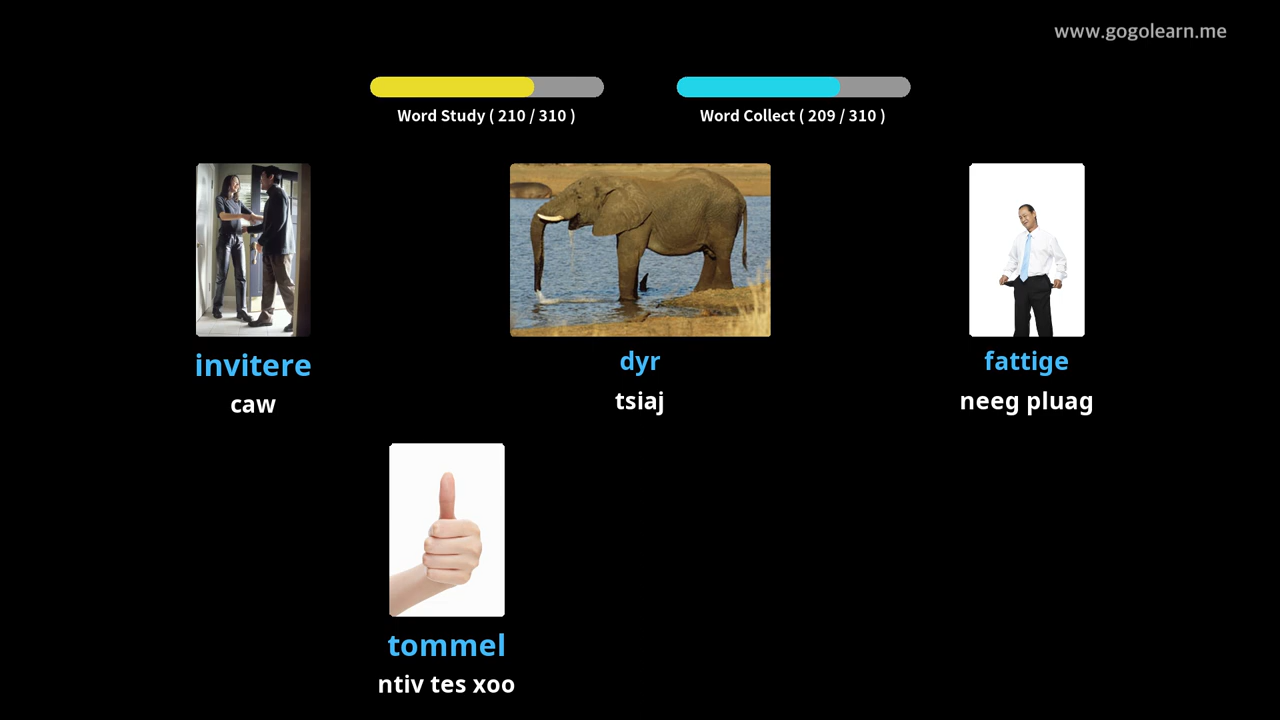 www.gogolearn.me
Word Study ( 210 / 310 )
Word Collect ( 209 / 310 )
invitere
caw
dyr
tsiaj
fattige
neeg pluag
tommel
ntiv tes xoo